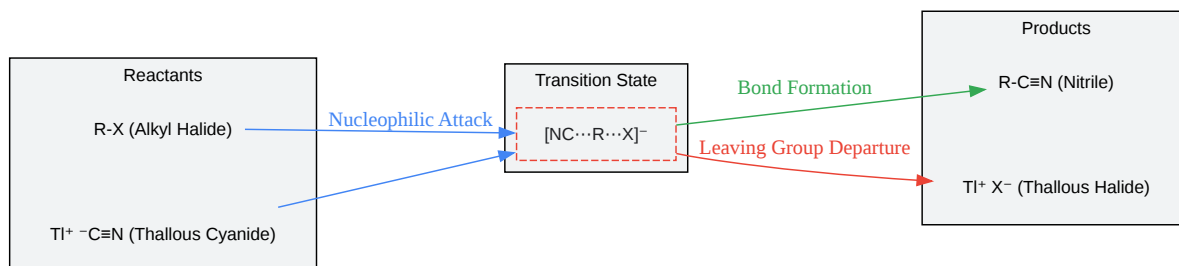 Reactants
R-X (Alkyl Halide)
Tl⁺ ⁻C≡N (Thallous Cyanide)
Nucleophilic Attack
Transition State
[NC⋯R⋯X]⁻
Bond Formation
Leaving Group Departure
Products
R-C≡N (Nitrile)
Tl⁺ X⁻ (Thallous Halide)